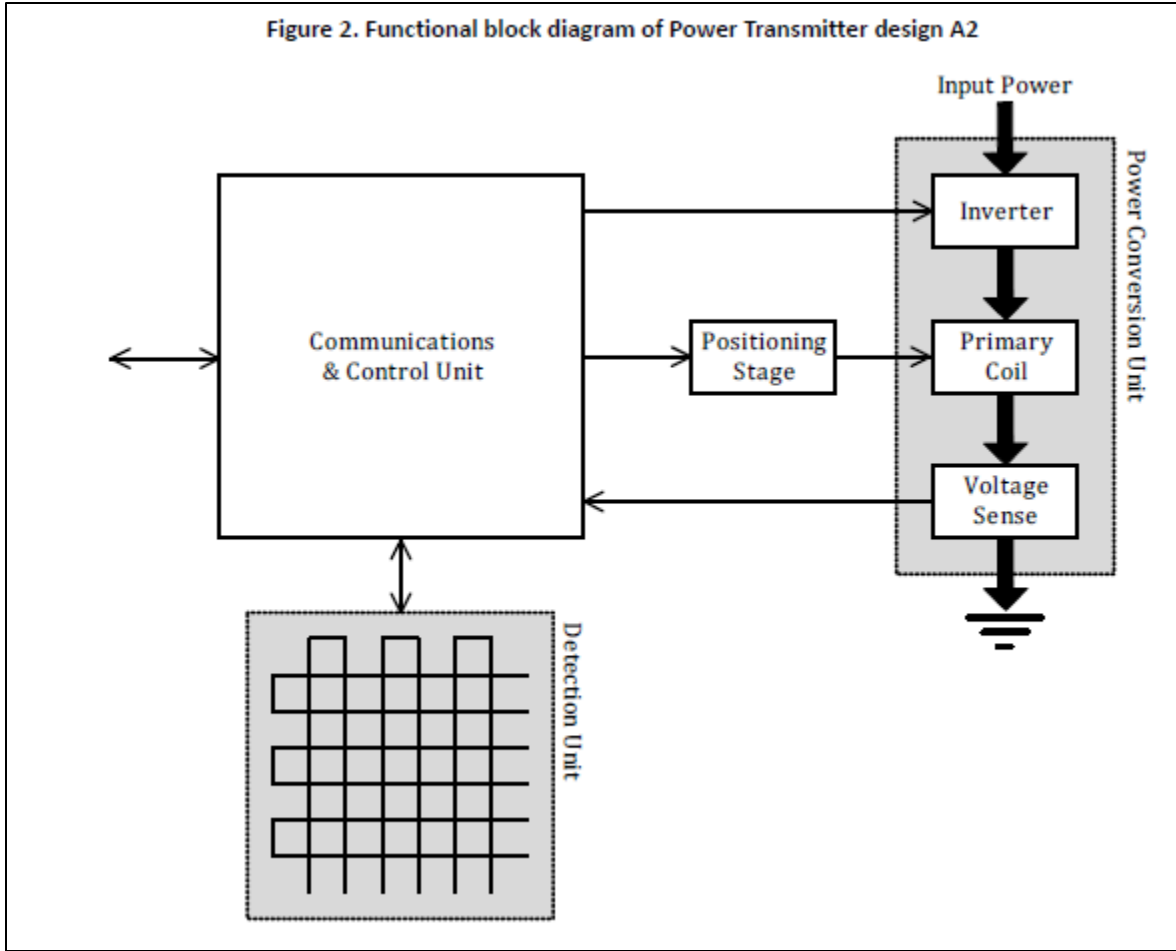 Figure 2. Functional block diagram of Power Transmitter design A2
Input Power
Inverter
Communications
& Control Unit
Positioning
Stage
Primary
Coil
Voltage
Sense
Power Conversion Unit
Detection Unit